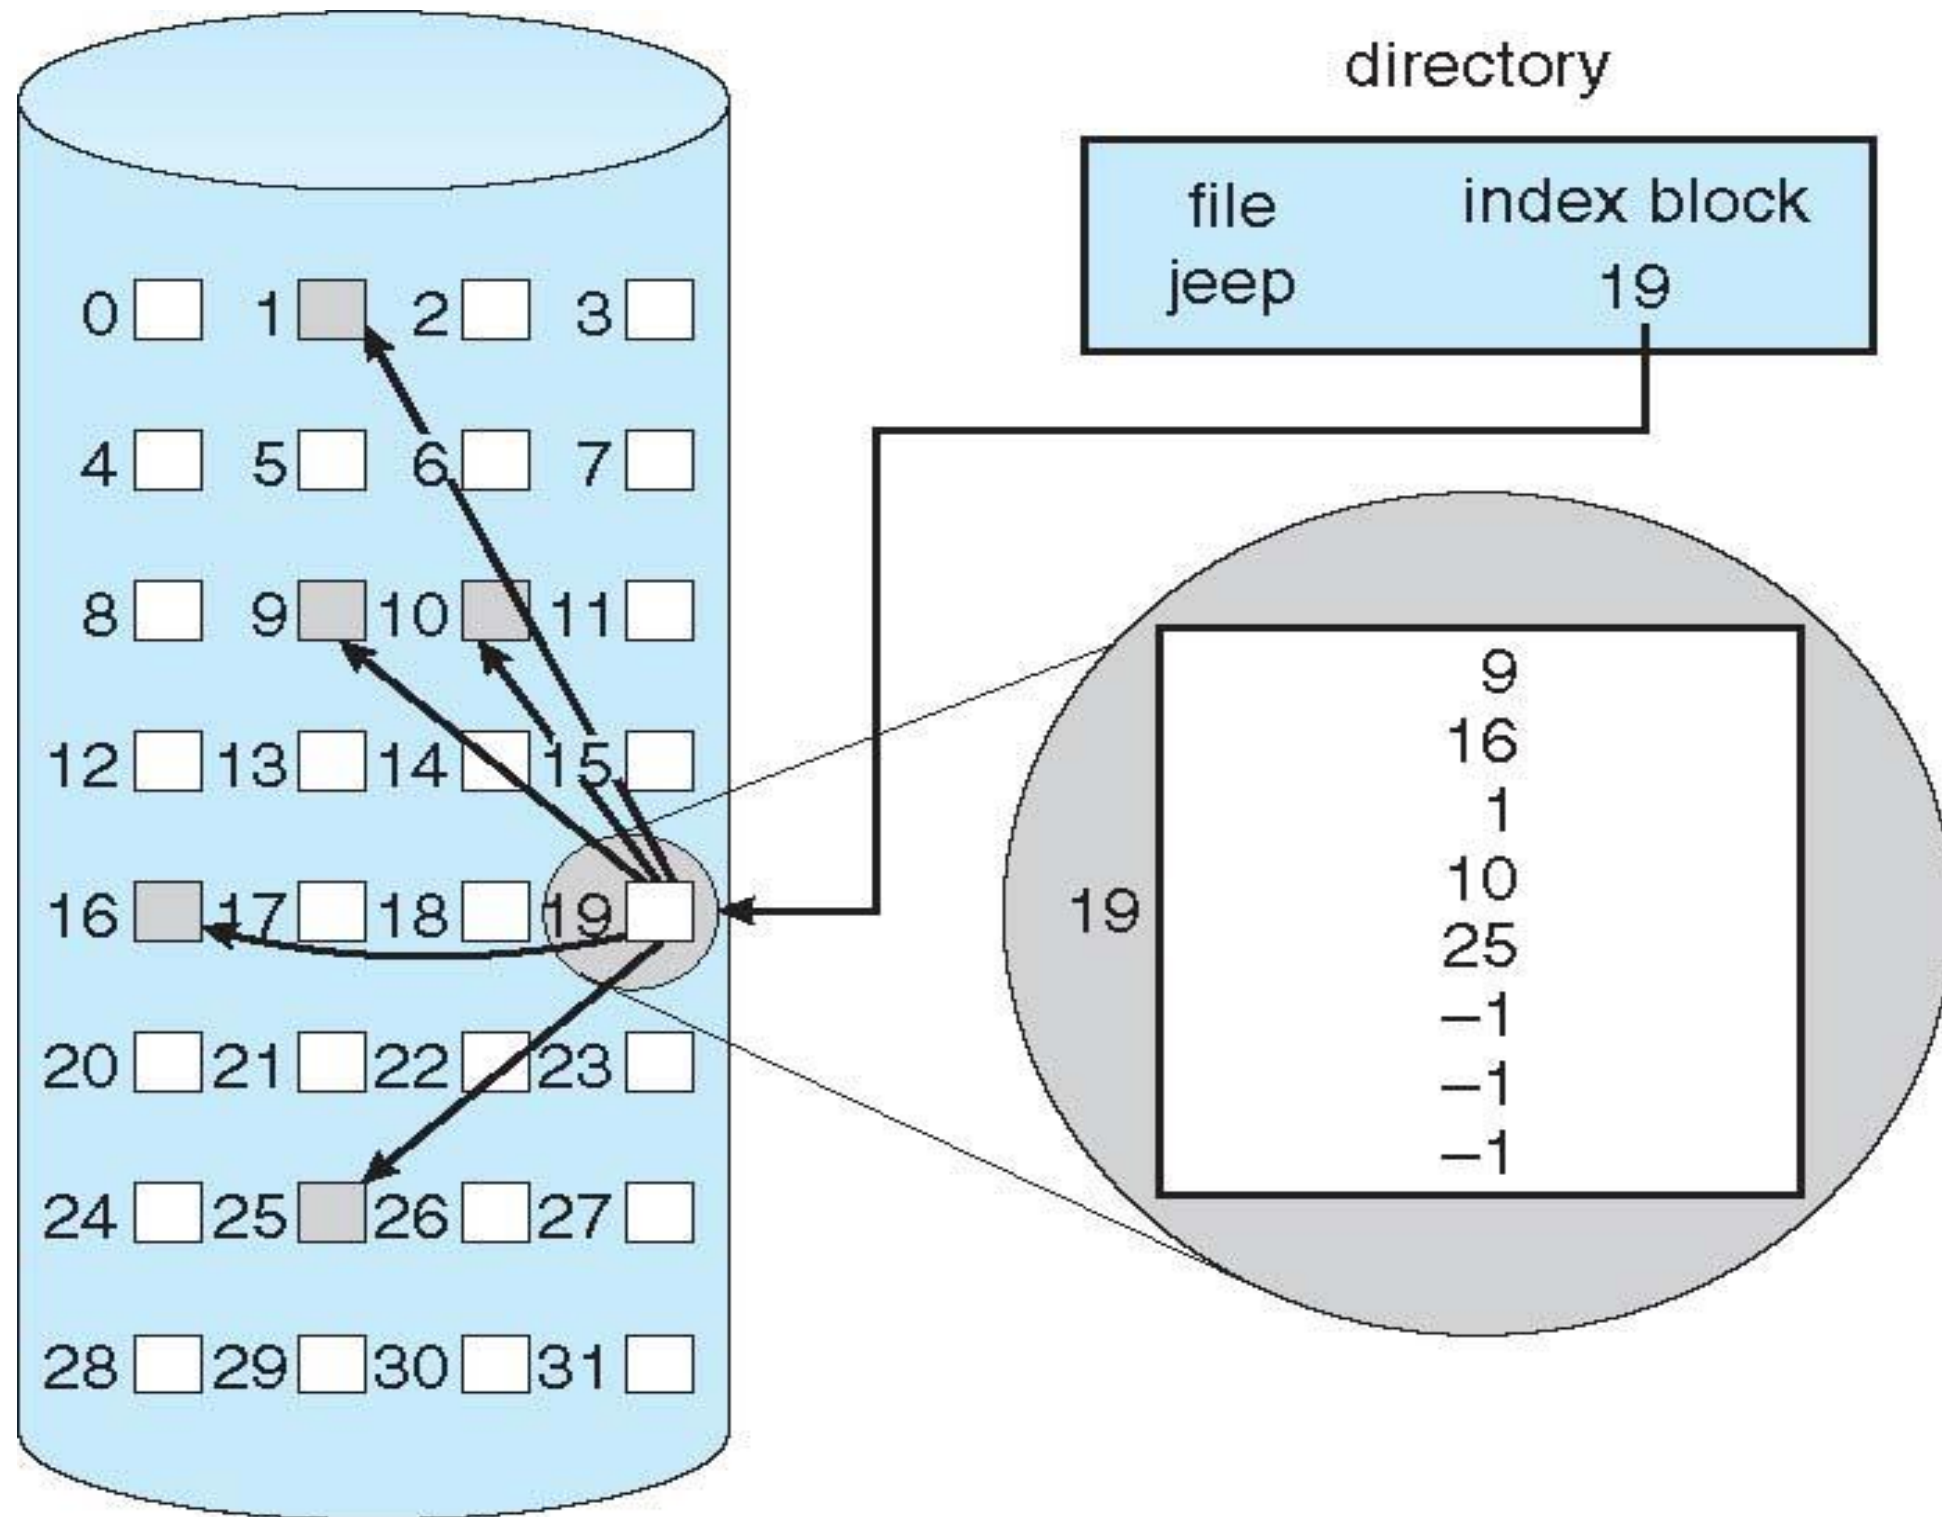 directory
file index block
jeep 19
0 1 2 3
4 5 6 7
8 9 10 11
12 13 14 15
16 17 18 19
20 21 22 23
24 25 26 27
28 29 30 31
19
9
16
1
10
25
–1
–1
–1